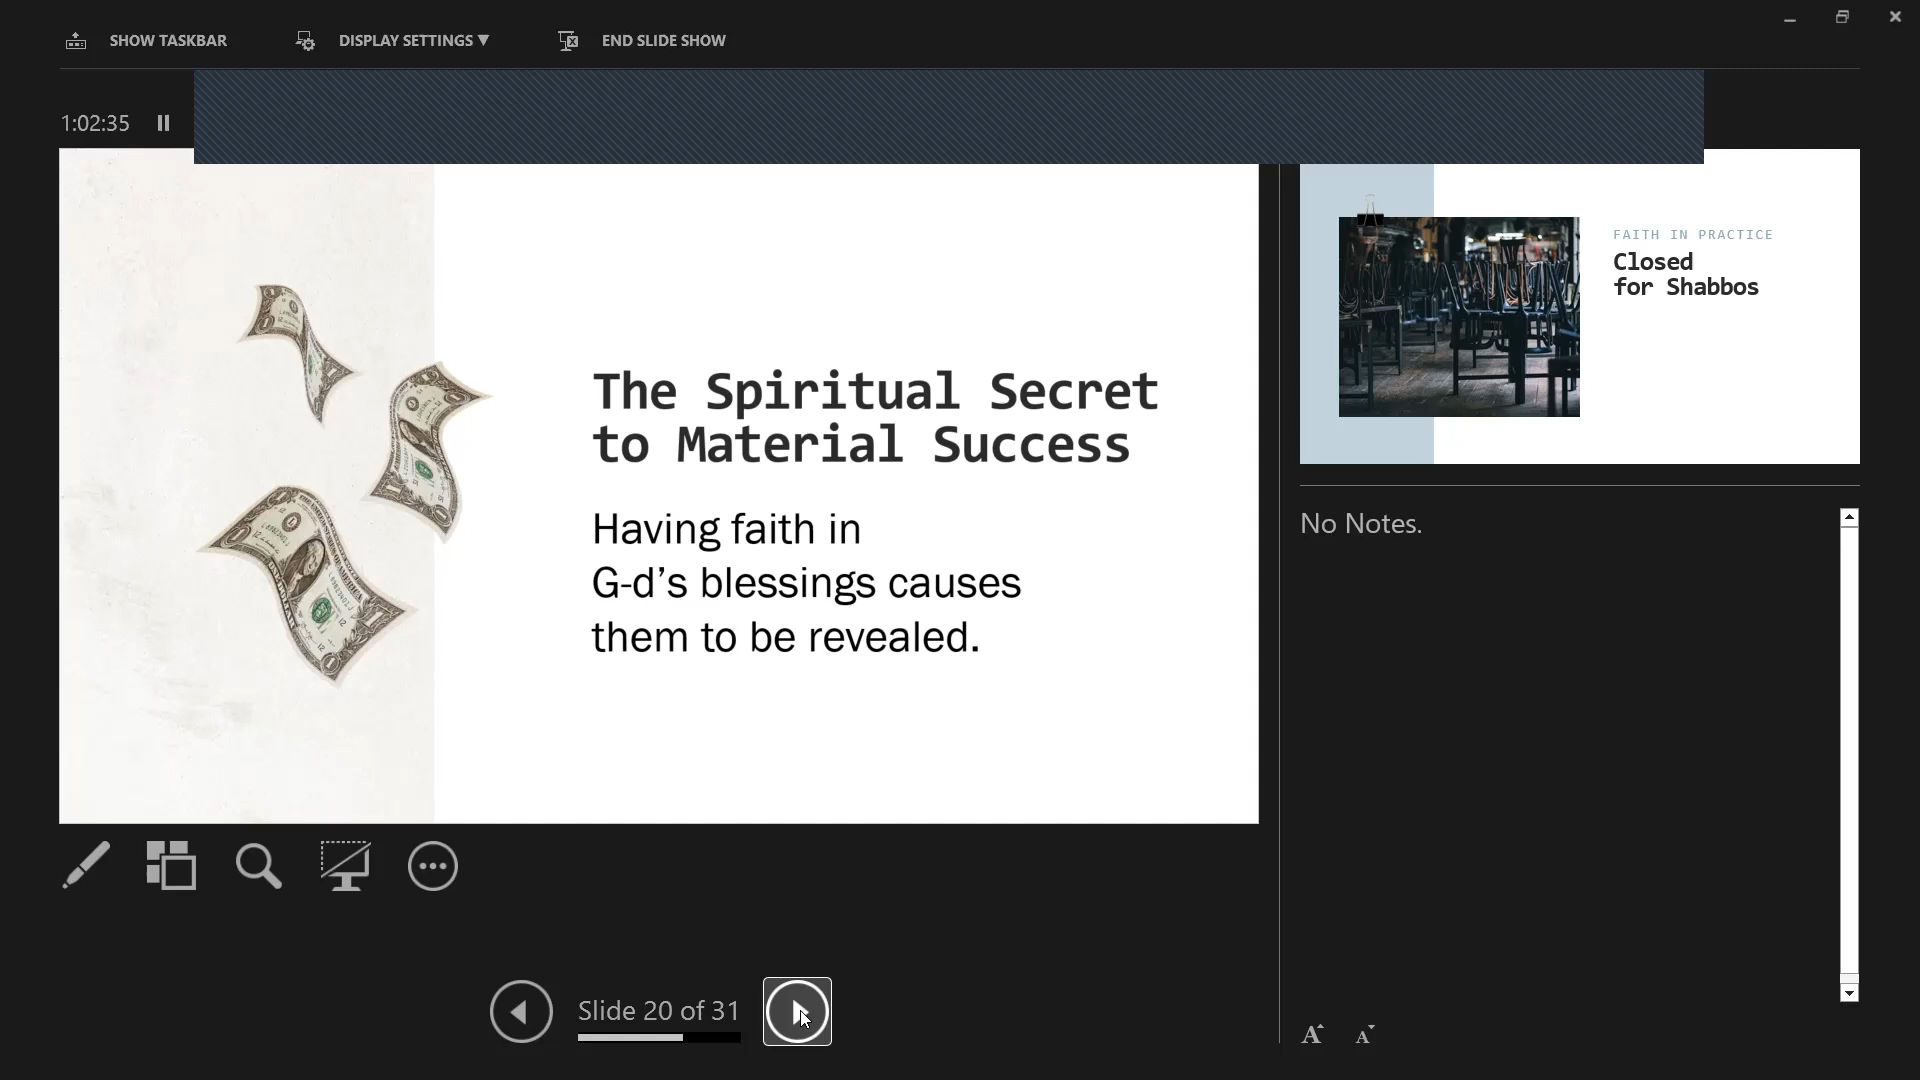 SHOW TASKBAR
DISPLAY SETTINGS ▼
END SLIDE SHOW
1:02:35
The Spiritual Secret
to Material Success
Having faith in
G-d’s blessings causes
them to be revealed.
FAITH IN PRACTICE
Closed
for Shabbos
No Notes.
Slide 20 of 31
A A